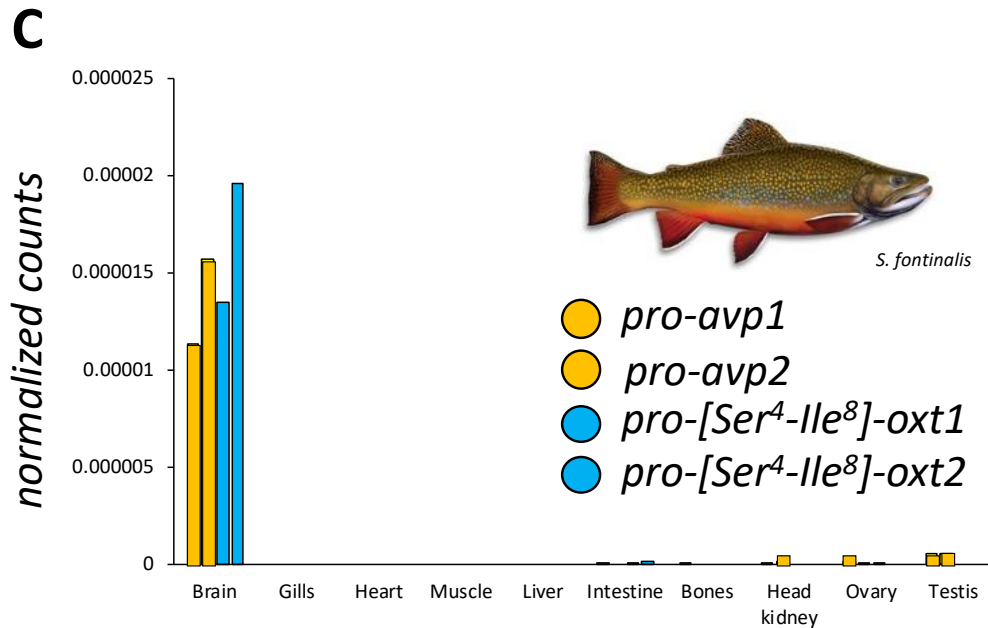 C
normalized counts
0.000025
0.00002
0.000015
0.00001
0.000005
0
S. fontinalis
pro-avp1
pro-avp2
pro-[Ser⁴-Ile⁸]-oxt1
pro-[Ser⁴-Ile⁸]-oxt2
Brain Gills Heart Muscle Liver Intestine Bones Head kidney Ovary Testis